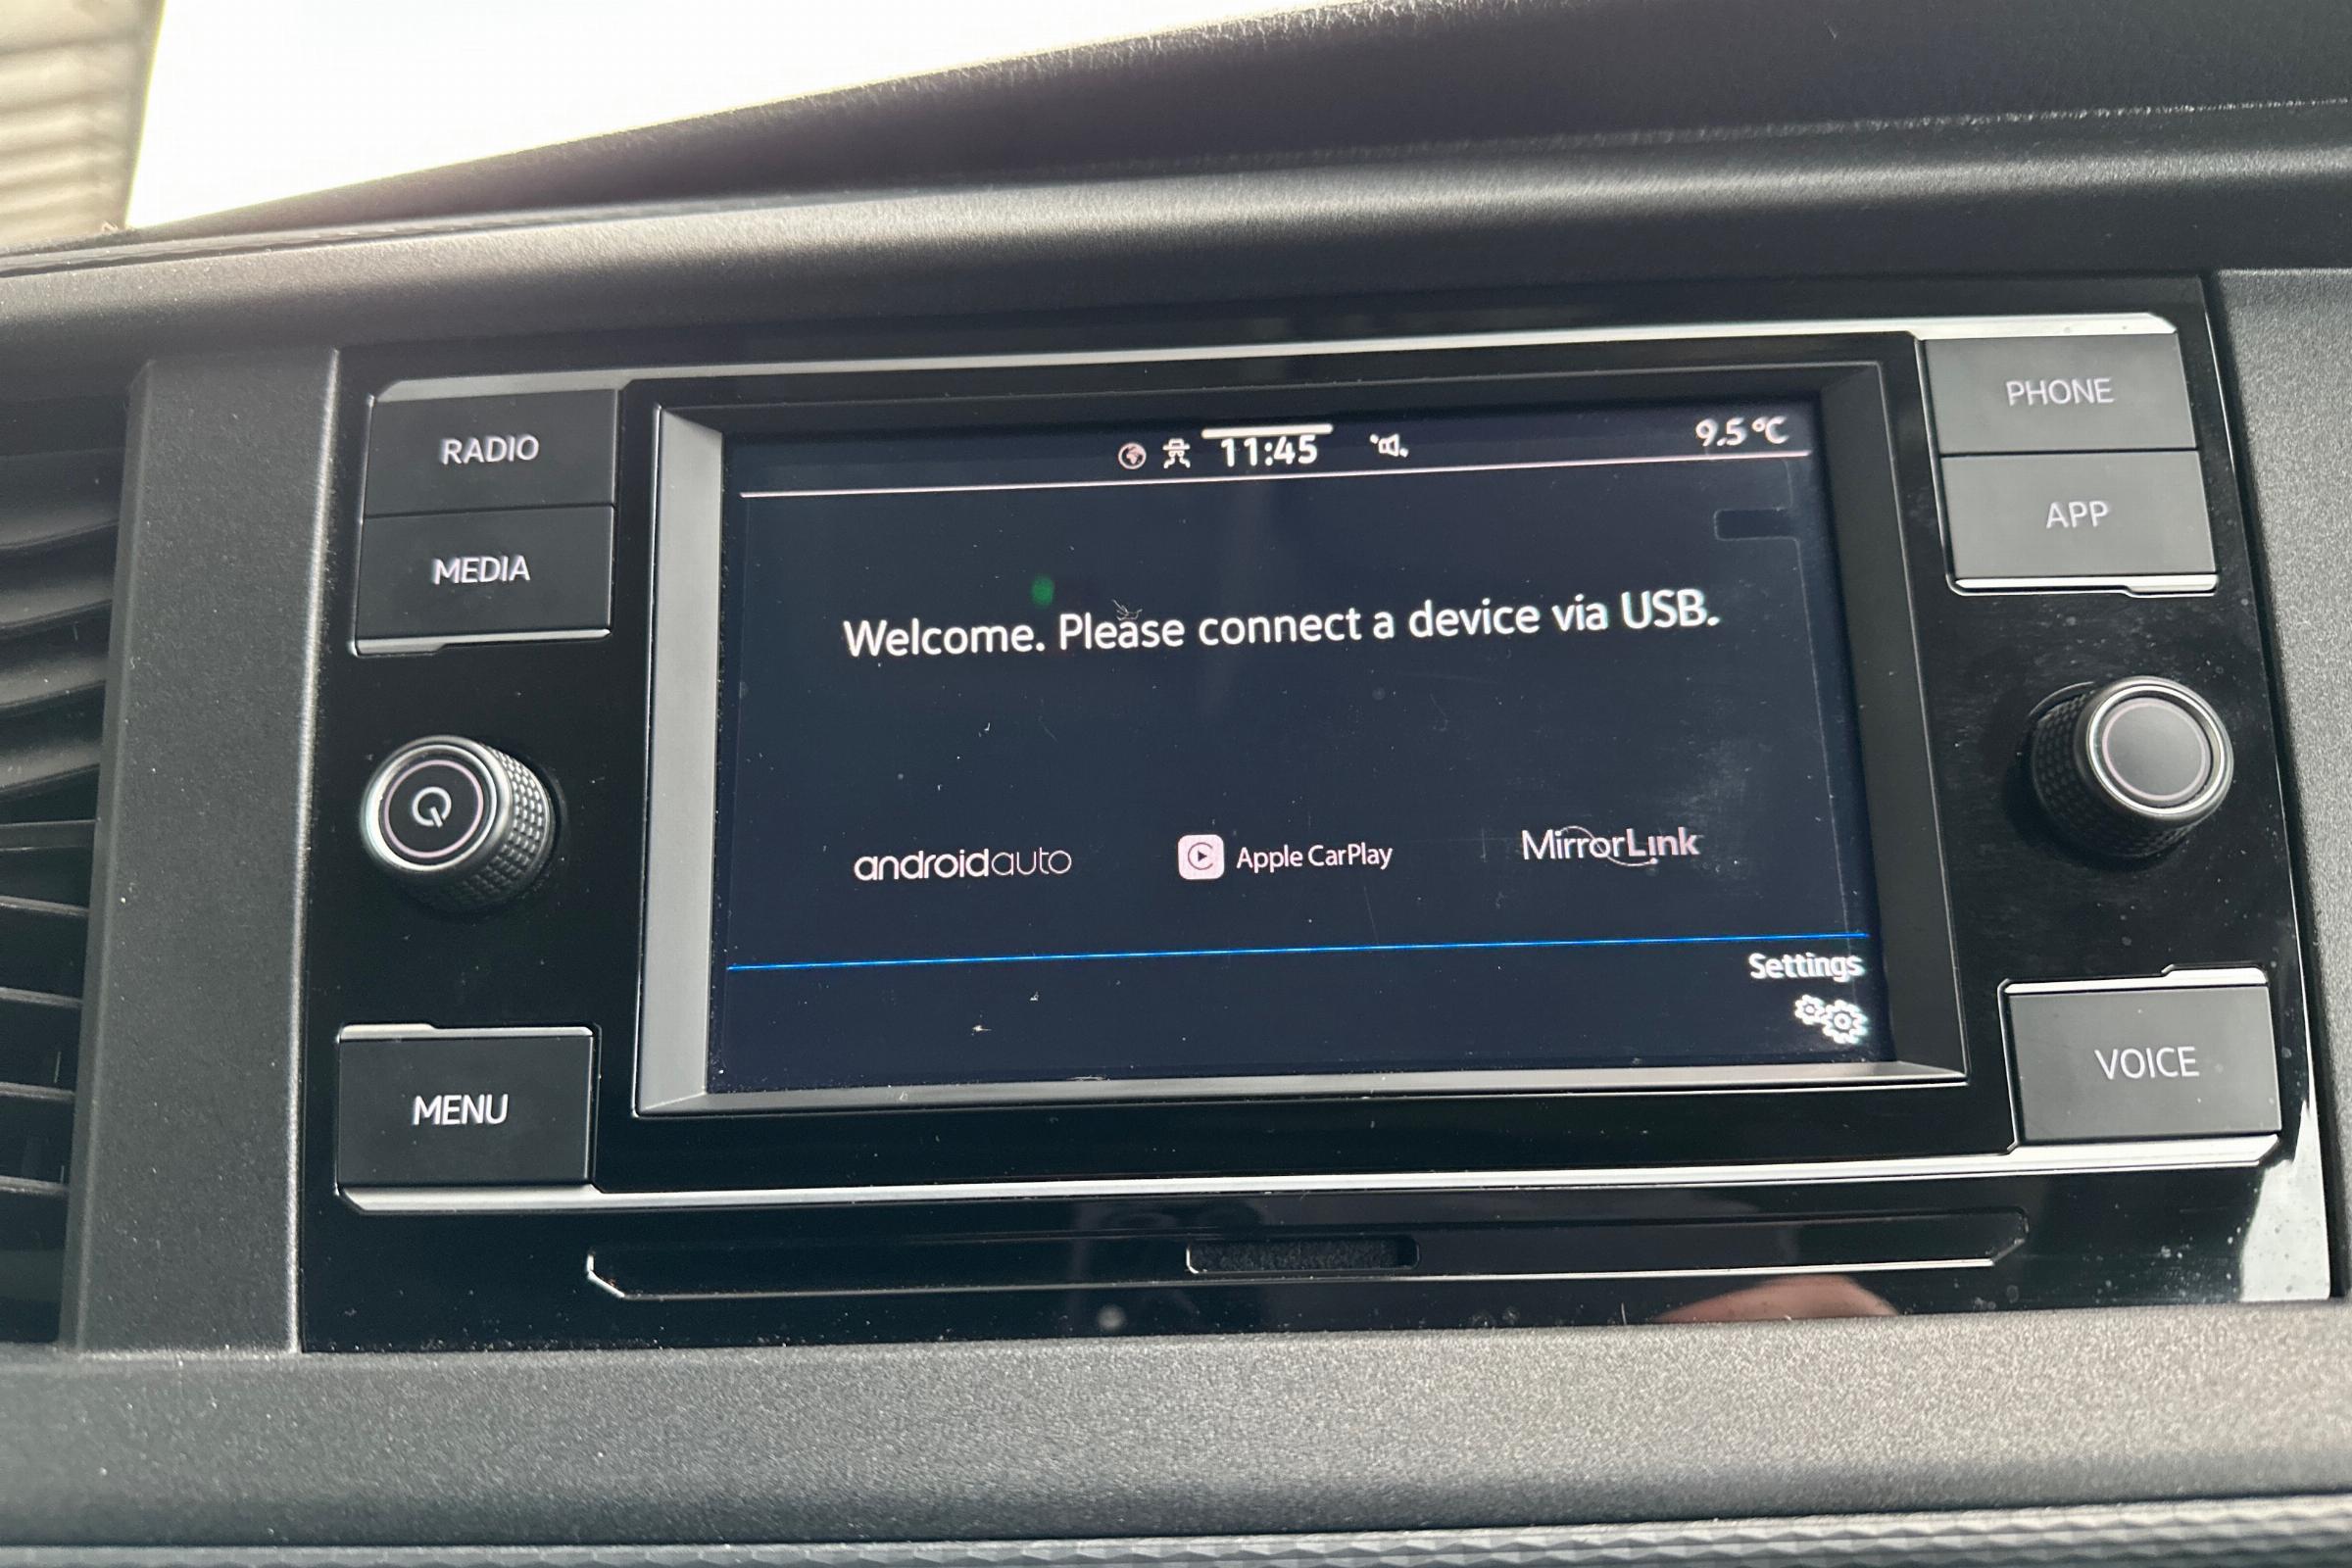 RADIO
MEDIA
MENU
11:45
9.5 °C
Welcome. Please connect a device via USB.
androidauto
Apple CarPlay
MirrorLink
Settings
PHONE
APP
VOICE